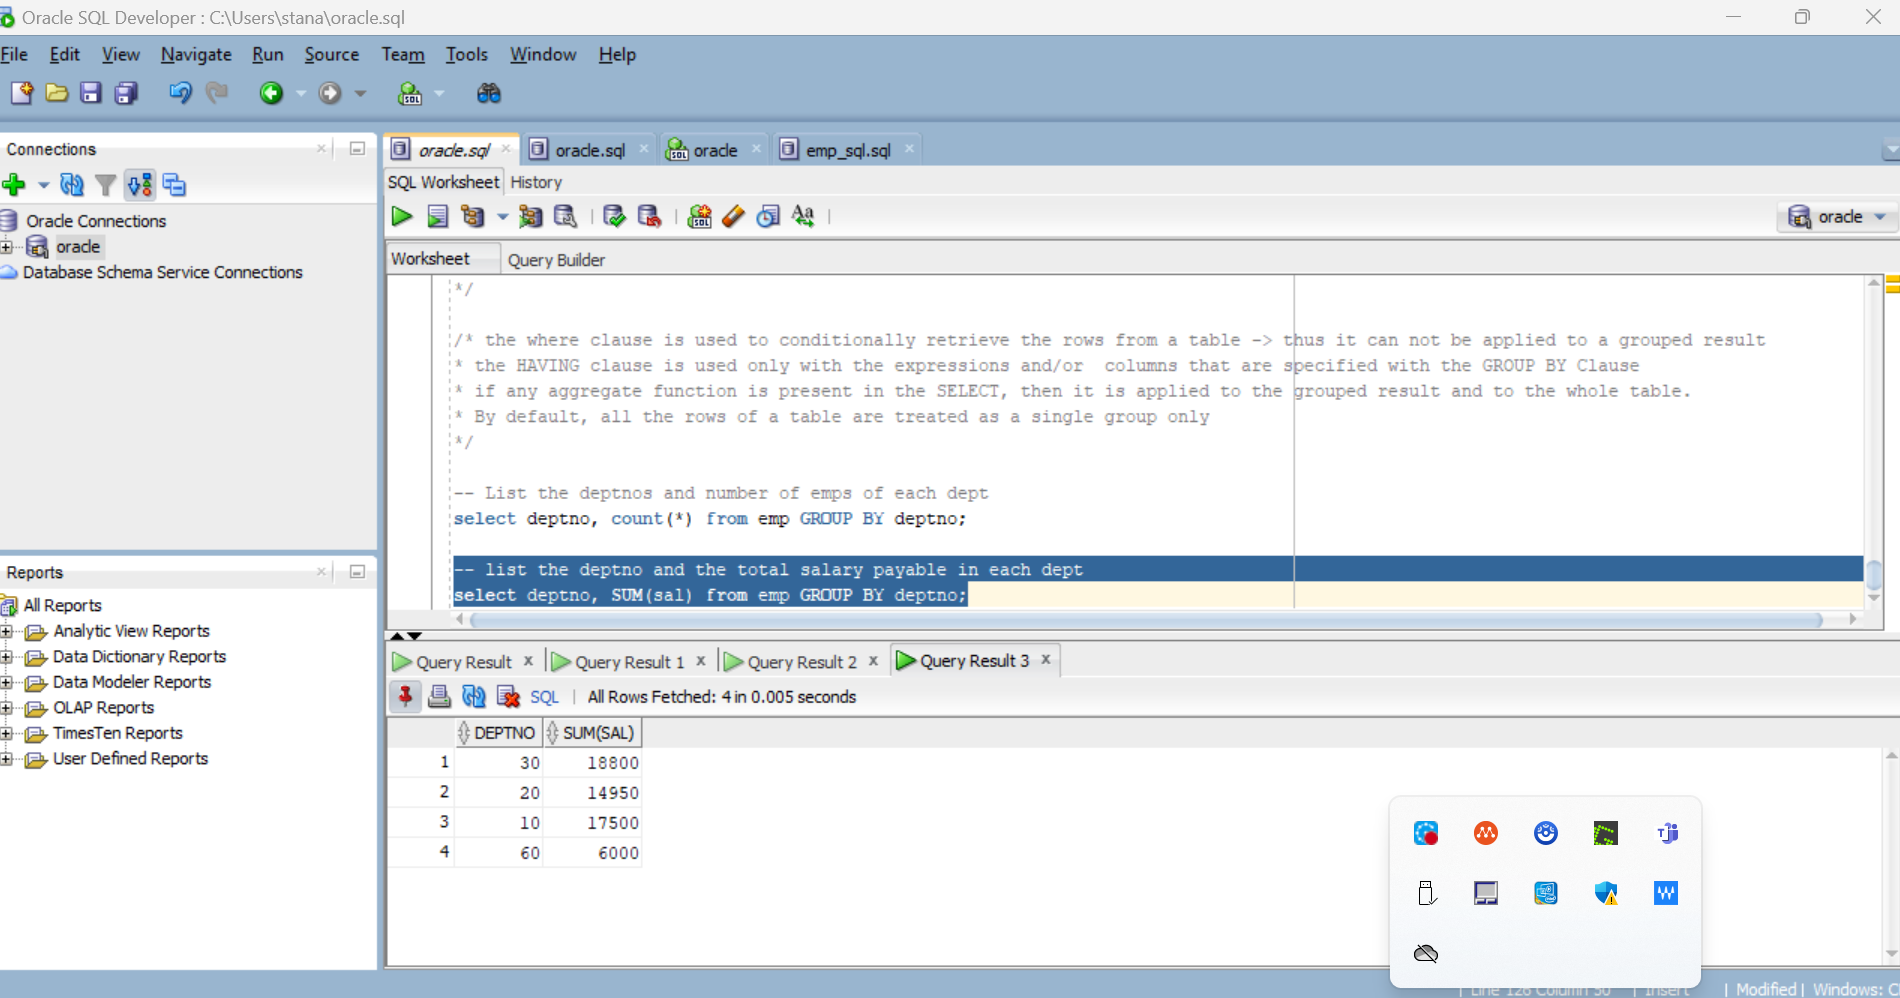 Oracle SQL Developer : C:\Users\stana\oracle.sql
File Edit View Navigate Run Source Team Tools Window Help
Connections
Oracle Connections
oracle
Database Schema Service Connections
Reports
All Reports
Analytic View Reports
Data Dictionary Reports
Data Modeler Reports
OLAP Reports
TimesTen Reports
User Defined Reports
oracle.sql oracle.sql oracle emp_sql.sql
SQL Worksheet History
oracle
Worksheet Query Builder
*/
/* the where clause is used to conditionally retrieve the rows from a table -> thus it can not be applied to a grouped result
* the HAVING clause is used only with the expressions and/or  columns that are specified with the GROUP BY Clause
* if any aggregate function is present in the SELECT, then it is applied to the grouped result and to the whole table.
* By default, all the rows of a table are treated as a single group only
*/
-- List the deptnos and number of emps of each dept
select deptno, count(*) from emp GROUP BY deptno;
-- list the deptno and the total salary payable in each dept
select deptno, SUM(sal) from emp GROUP BY deptno;
Query Result Query Result 1 Query Result 2 Query Result 3
SQL All Rows Fetched: 4 in 0.005 seconds
DEPTNO SUM(SAL)
1 30 18800
2 20 14950
3 10 17500
4 60 6000
Line 126 Column 50 | Insert | Modified | Windows: